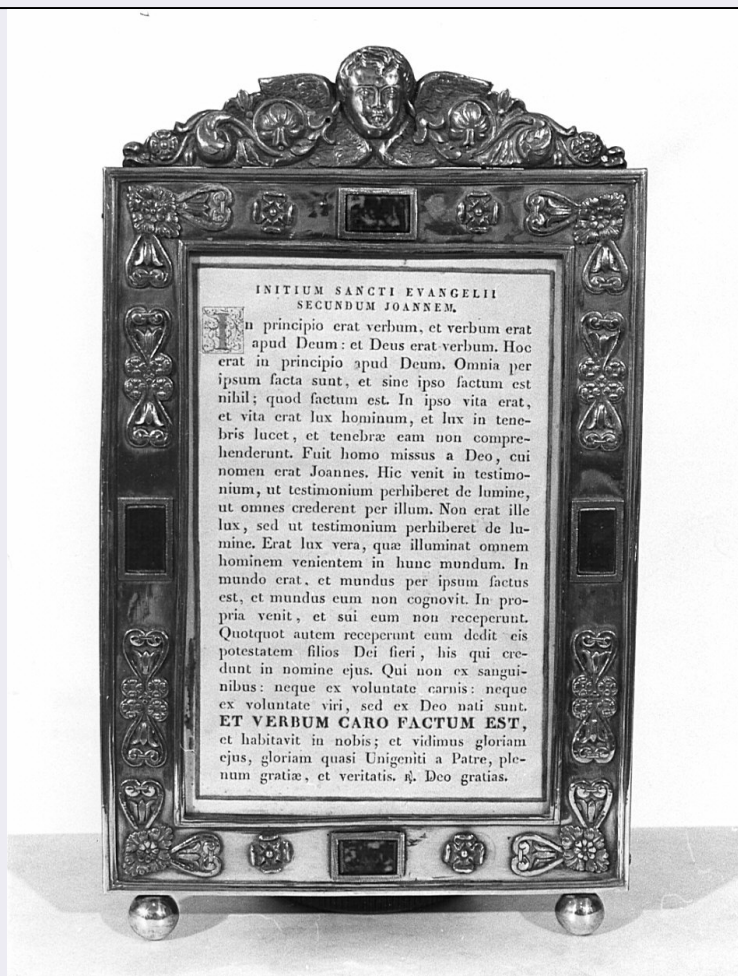 INITIUM SANCTI EVANGELII
SECUNDUM JOANNEM.
In principio erat verbum, et verbum erat
apud Deum : et Deus erat verbum. Hoc
erat in principio apud Deum. Omnia per
ipsum facta sunt, et sine ipso factum est
nihil ; quod factum est. In ipso vita erat,
et vita erat lux hominum, et lux in tene-
bris lucet, et tenebræ eam non compre-
henderunt. Fuit homo missus a Deo, cui
nomen erat Joannes. Hic venit in testimo-
nium, ut testimonium perhiberet de lumine,
ut omnes crederent per illum. Non erat ille
lux, sed ut testimonium perhiberet de lu-
mine. Erat lux vera, quæ illuminat omnem
hominem venientem in hunc mundum. In
mundo erat, et mundus per ipsum factus
est, et mundus eum non cognovit. In pro-
pria venit, et sui eum non receperunt.
Quotquot autem receperunt eum dedit eis
potestatem filios Dei fieri, his qui cre-
dunt in nomine ejus. Qui non ex sangui-
nibus : neque ex voluntate carnis : neque
ex voluntate viri, sed ex Deo nati sunt.
ET VERBUM CARO FACTUM EST,
et habitavit in nobis ; et vidimus gloriam
ejus, gloriam quasi Unigeniti a Patre, ple-
num gratiæ, et veritatis. ℟. Deo gratias.